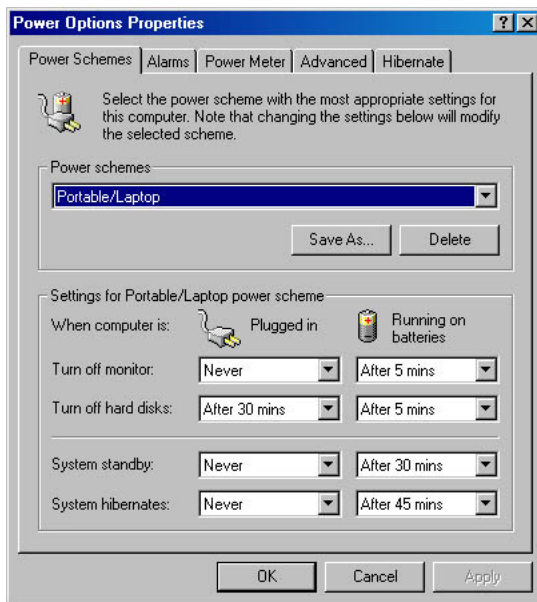 Power Options Properties
Power Schemes Alarms Power Meter Advanced Hibernate
Select the power scheme with the most appropriate settings for
this computer. Note that changing the settings below will modify
the selected scheme.
Power schemes
Portable/Laptop
Save As... Delete
Settings for Portable/Laptop power scheme
When computer is: Plugged in Running on
batteries
Turn off monitor: Never After 5 mins
Turn off hard disks: After 30 mins After 5 mins
System standby: Never After 30 mins
System hibernates: Never After 45 mins
OK Cancel Apply